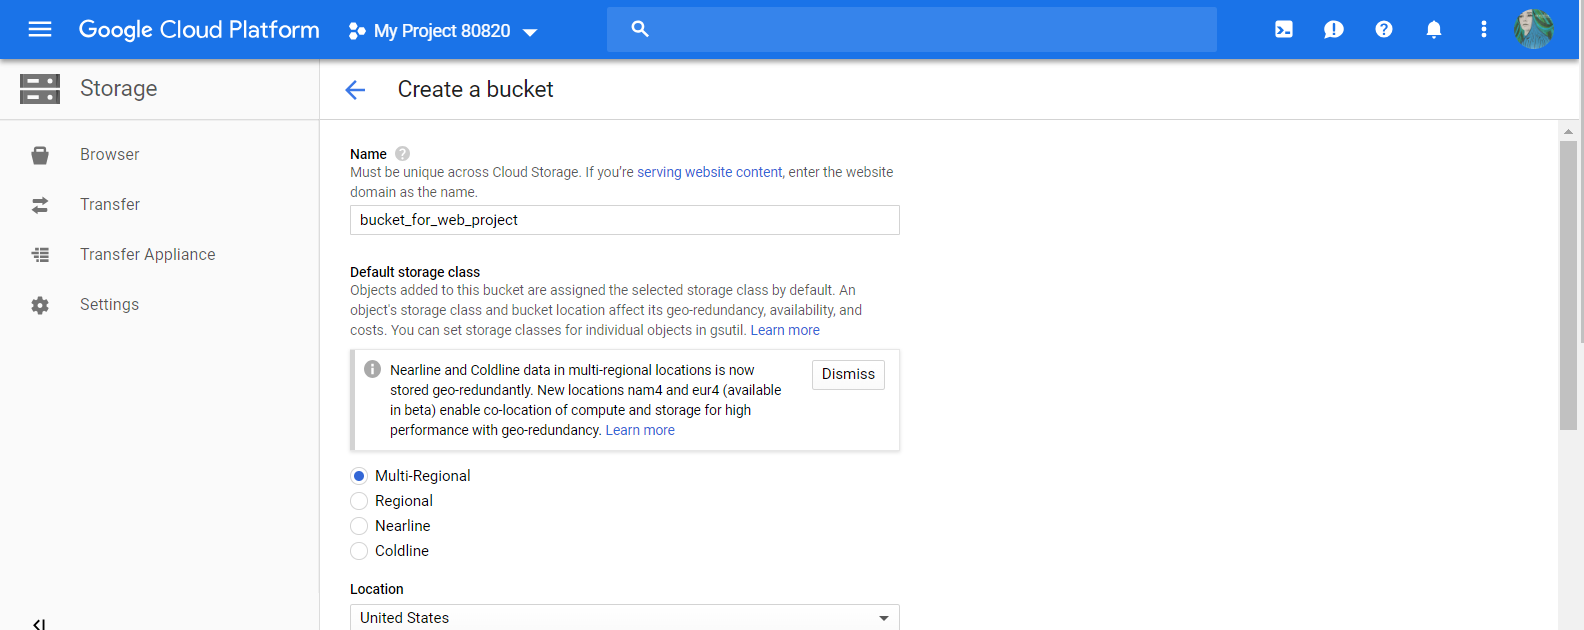 Google Cloud Platform
My Project 80820
Storage
Create a bucket
Browser
Transfer
Transfer Appliance
Settings
Name
Must be unique across Cloud Storage. If you're serving website content, enter the website
domain as the name.
bucket_for_web_project
Default storage class
Objects added to this bucket are assigned the selected storage class by default. An
object's storage class and bucket location affect its geo-redundancy, availability, and
costs. You can set storage classes for individual objects in gsutil. Learn more
Nearline and Coldline data in multi-regional locations is now
stored geo-redundantly. New locations nam4 and eur4 (available
in beta) enable co-location of compute and storage for high
performance with geo-redundancy. Learn more
Dismiss
Multi-Regional
Regional
Nearline
Coldline
Location
United States